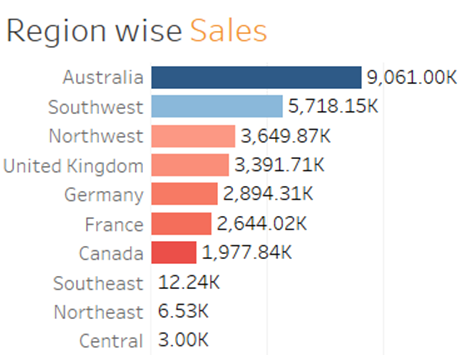 Region wise Sales
Australia 9,061.00K
Southwest 5,718.15K
Northwest 3,649.87K
United Kingdom 3,391.71K
Germany 2,894.31K
France 2,644.02K
Canada 1,977.84K
Southeast 12.24K
Northeast 6.53K
Central 3.00K